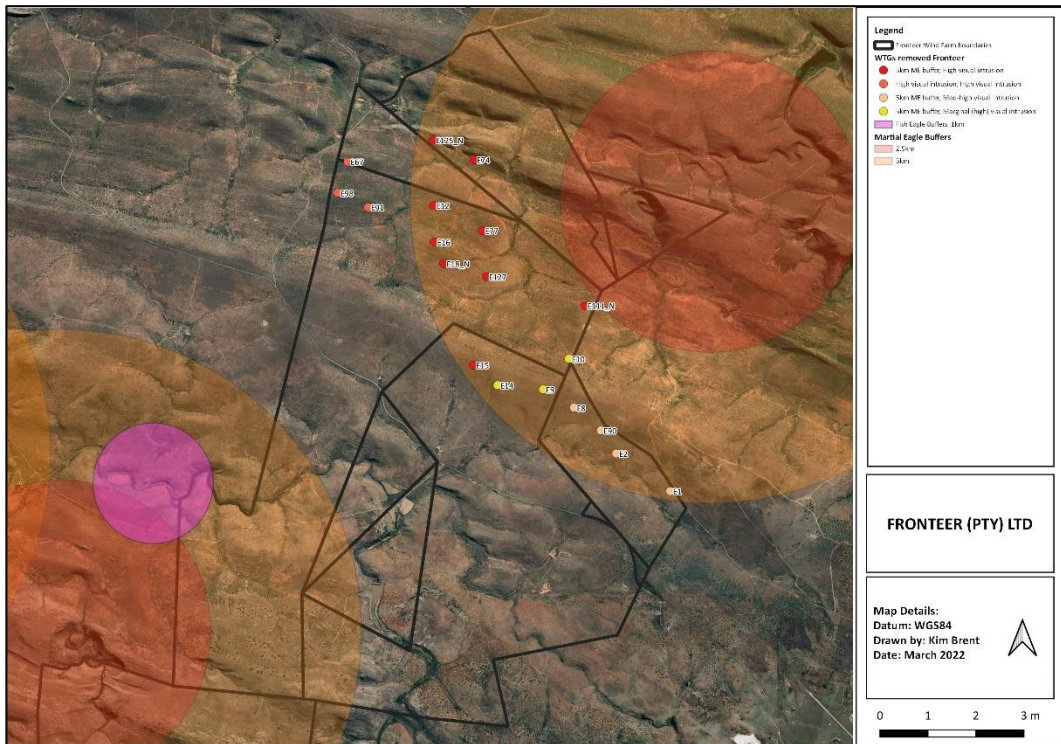 Legend
Fronteer Wind Farm boundaries
WTGs removed Fronteer
5km ME buffer, High visual intrusion
High visual intrusion, High visual intrusion
5km ME buffer, Mod-high visual intrusion
5km ME buffer, Marginal (high) visual intrusion
Fish Eagle Buffers 1km
Martial Eagle Buffers
2.5km
5km
E125_N
E74
E67
E98
E91
E12
E77
E16
E18_N
E127
E111_N
E10
E15
E14
E9
E8
E90
E2
E1
FRONTEER (PTY) LTD
Map Details:
Datum: WGS84
Drawn by: Kim Brent
Date: March 2022
0 1 2 3 m